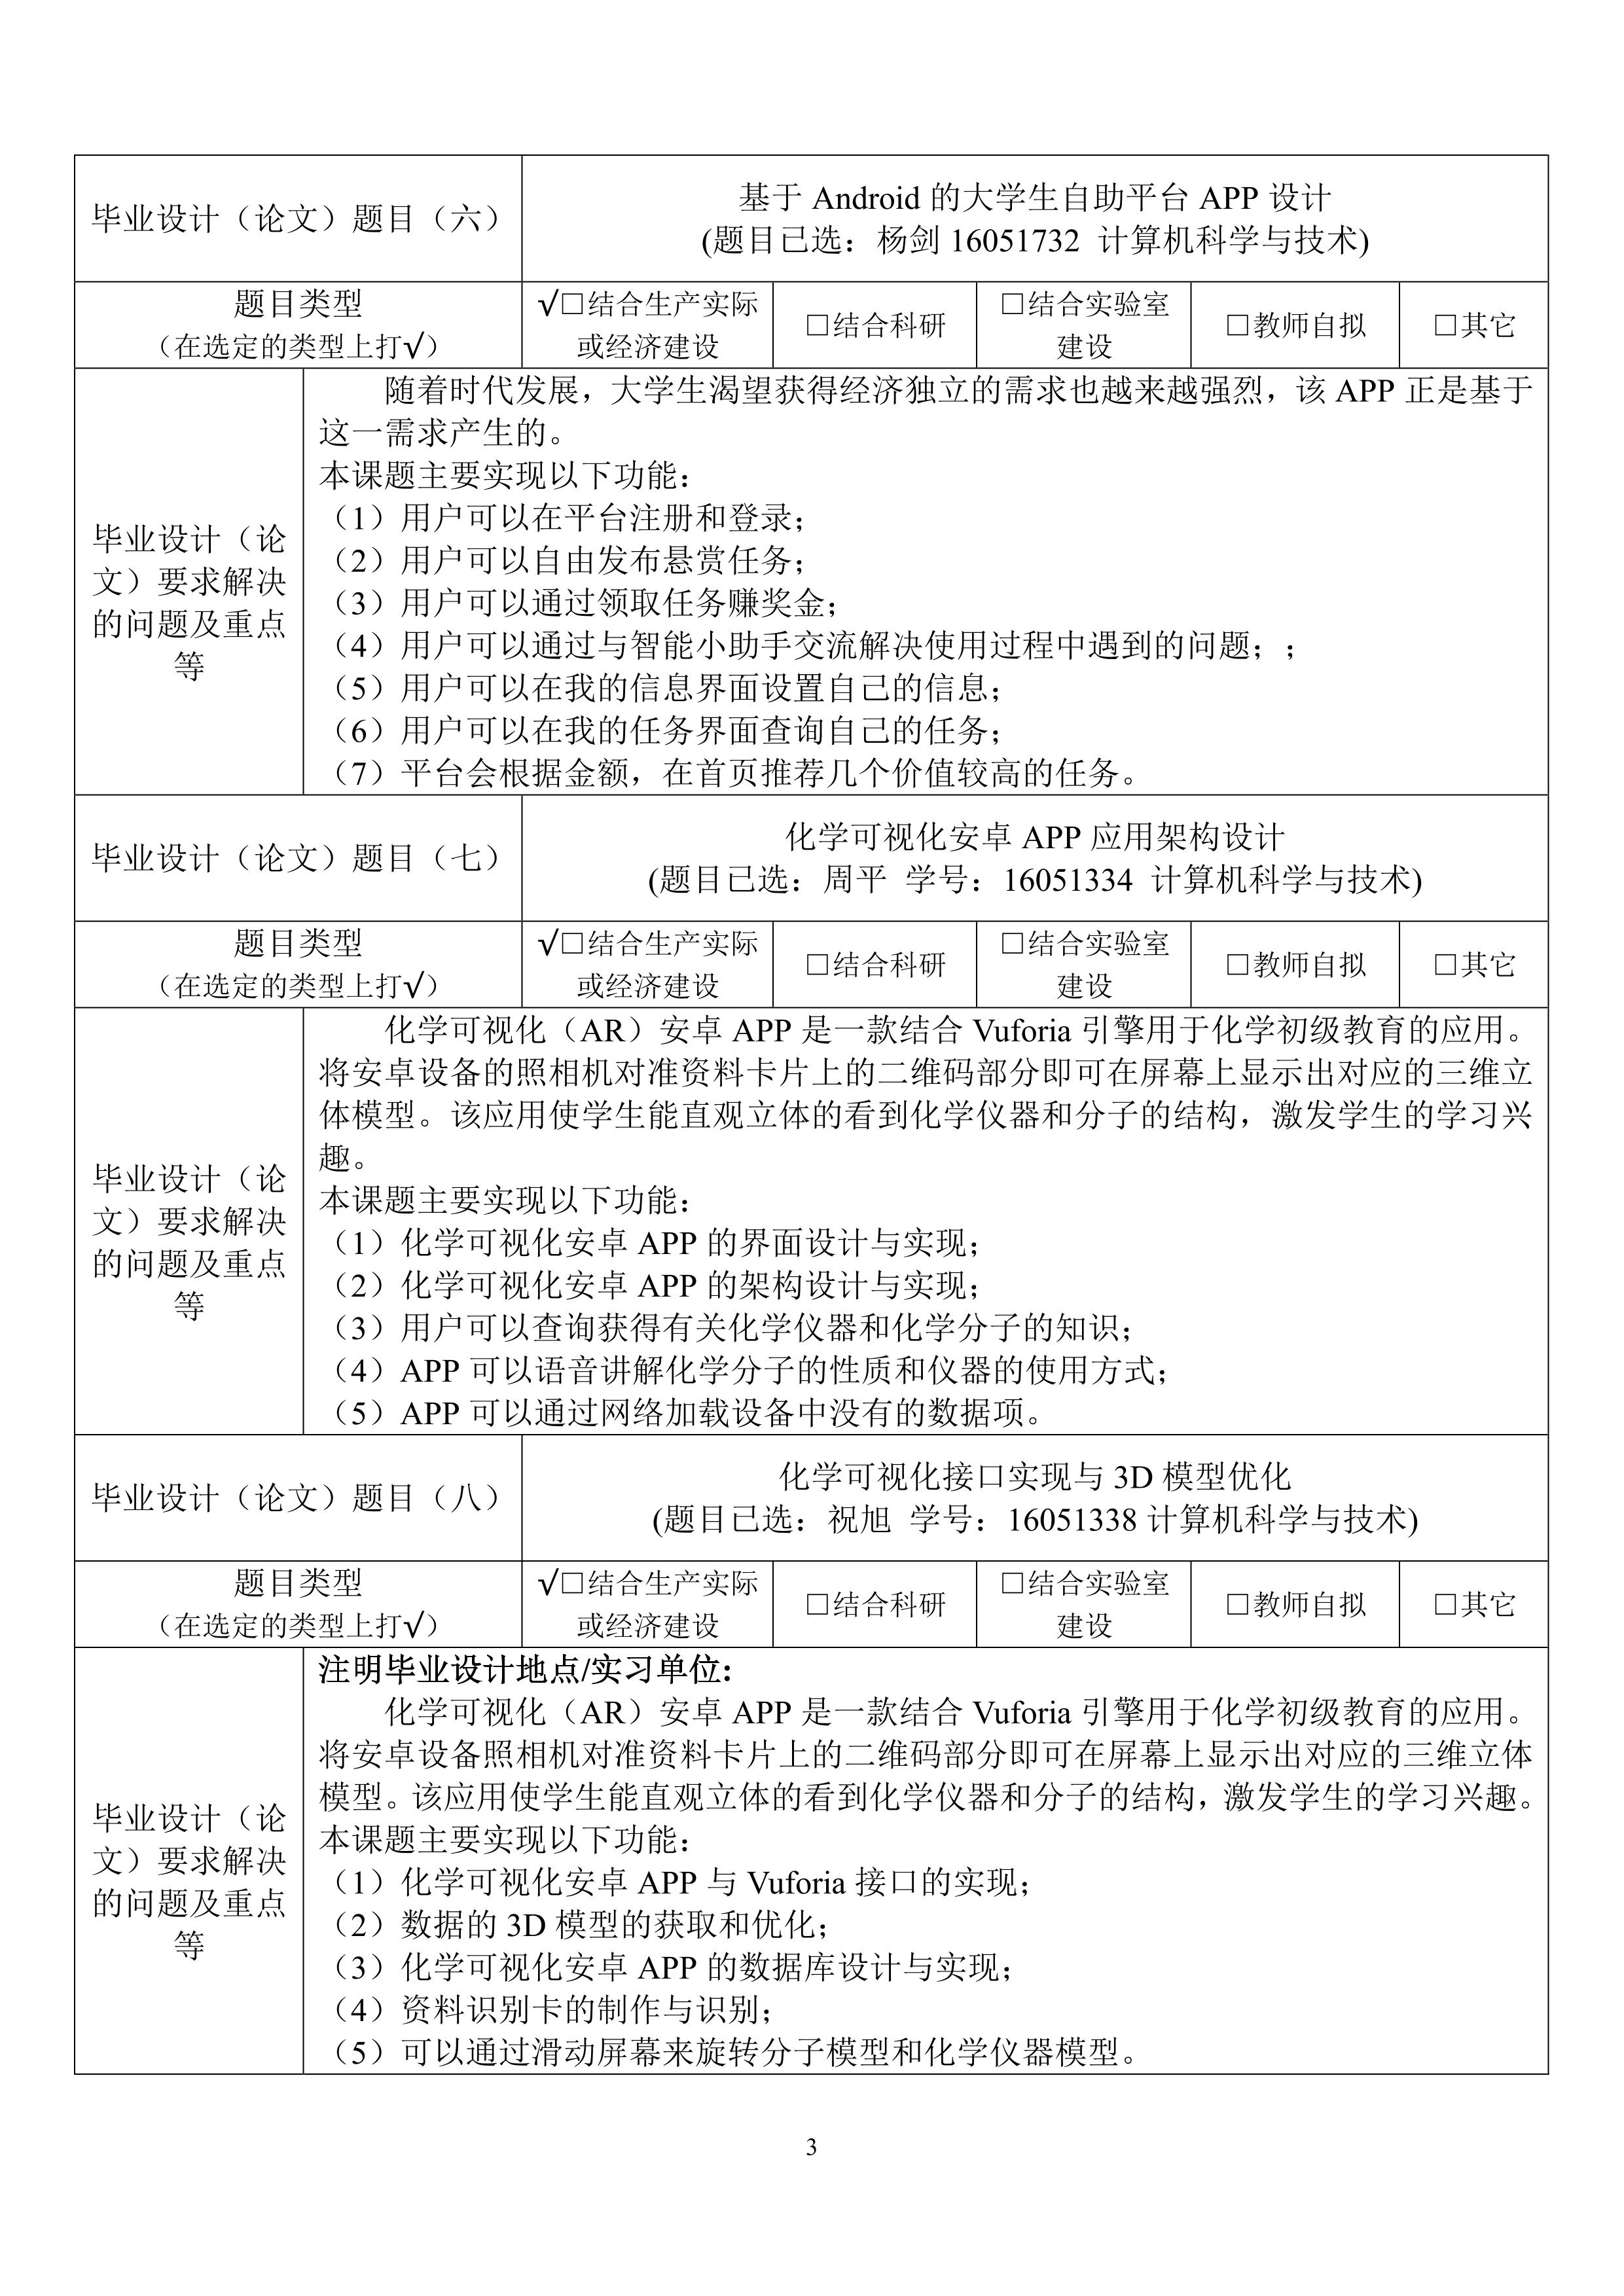 毕业设计（论文）题目（六）
基于 Android 的大学生自助平台 APP 设计
(题目已选：杨剑 16051732 计算机科学与技术)
题目类型
（在选定的类型上打√）
√□结合生产实际
或经济建设
□结合科研
□结合实验室
建设
□教师自拟
□其它
毕业设计（论
文）要求解决
的问题及重点
等
随着时代发展，大学生渴望获得经济独立的需求也越来越强烈，该 APP 正是基于
这一需求产生的。
本课题主要实现以下功能：
（1）用户可以在平台注册和登录；
（2）用户可以自由发布悬赏任务；
（3）用户可以通过领取任务赚奖金；
（4）用户可以通过与智能小助手交流解决使用过程中遇到的问题；；
（5）用户可以在我的信息界面设置自己的信息；
（6）用户可以在我的任务界面查询自己的任务；
（7）平台会根据金额，在首页推荐几个价值较高的任务。
毕业设计（论文）题目（七）
化学可视化安卓 APP 应用架构设计
(题目已选：周平 学号：16051334 计算机科学与技术)
题目类型
（在选定的类型上打√）
√□结合生产实际
或经济建设
□结合科研
□结合实验室
建设
□教师自拟
□其它
毕业设计（论
文）要求解决
的问题及重点
等
化学可视化（AR）安卓 APP 是一款结合 Vuforia 引擎用于化学初级教育的应用。
将安卓设备的照相机对准资料卡片上的二维码部分即可在屏幕上显示出对应的三维立
体模型。该应用使学生能直观立体的看到化学仪器和分子的结构，激发学生的学习兴
趣。
本课题主要实现以下功能：
（1）化学可视化安卓 APP 的界面设计与实现；
（2）化学可视化安卓 APP 的架构设计与实现；
（3）用户可以查询获得有关化学仪器和化学分子的知识；
（4）APP 可以语音讲解化学分子的性质和仪器的使用方式；
（5）APP 可以通过网络加载设备中没有的数据项。
毕业设计（论文）题目（八）
化学可视化接口实现与 3D 模型优化
(题目已选：祝旭 学号：16051338 计算机科学与技术)
题目类型
（在选定的类型上打√）
√□结合生产实际
或经济建设
□结合科研
□结合实验室
建设
□教师自拟
□其它
毕业设计（论
文）要求解决
的问题及重点
等
注明毕业设计地点/实习单位：
化学可视化（AR）安卓 APP 是一款结合 Vuforia 引擎用于化学初级教育的应用。
将安卓设备照相机对准资料卡片上的二维码部分即可在屏幕上显示出对应的三维立体
模型。该应用使学生能直观立体的看到化学仪器和分子的结构，激发学生的学习兴趣。
本课题主要实现以下功能：
（1）化学可视化安卓 APP 与 Vuforia 接口的实现；
（2）数据的 3D 模型的获取和优化；
（3）化学可视化安卓 APP 的数据库设计与实现；
（4）资料识别卡的制作与识别；
（5）可以通过滑动屏幕来旋转分子模型和化学仪器模型。
3